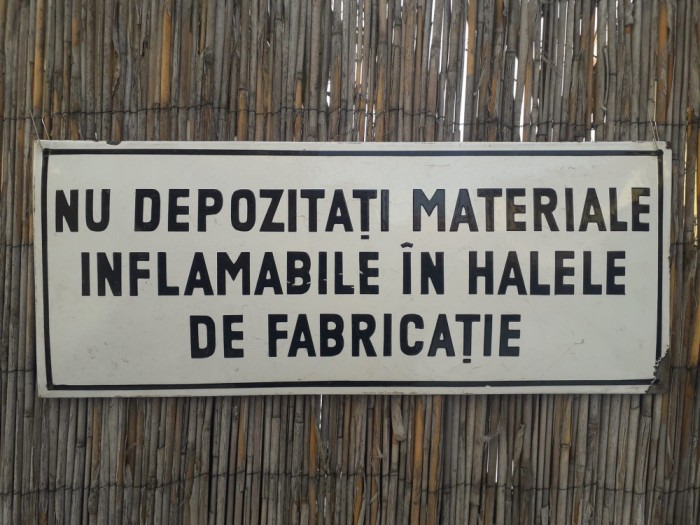 NU DEPOZITAȚI MATERIALE
INFLAMABILE ÎN HALELE
DE FABRICAȚIE